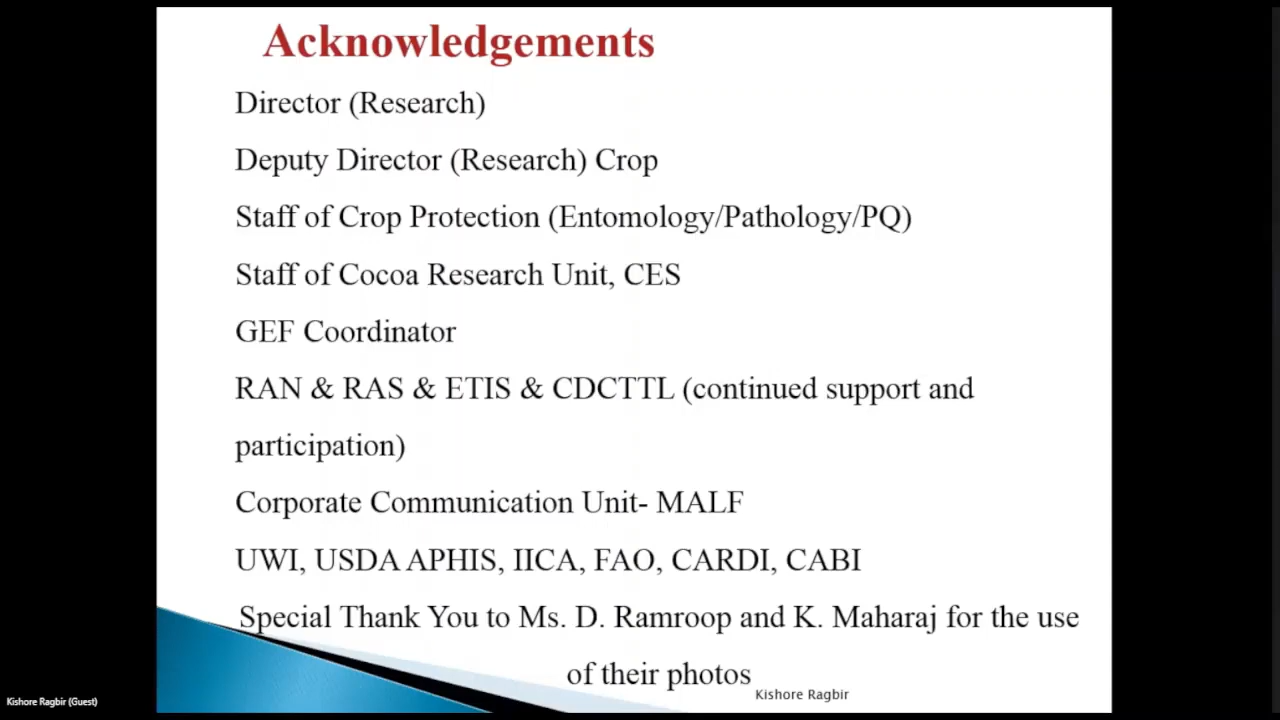 Acknowledgements
Director (Research)
Deputy Director (Research) Crop
Staff of Crop Protection (Entomology/Pathology/PQ)
Staff of Cocoa Research Unit, CES
GEF Coordinator
RAN & RAS & ETIS & CDCTTL (continued support and
participation)
Corporate Communication Unit- MALF
UWI, USDA APHIS, IICA, FAO, CARDI, CABI
Special Thank You to Ms. D. Ramroop and K. Maharaj for the use
of their photos
Kishore Ragbir
Kishore Ragbir (Guest)